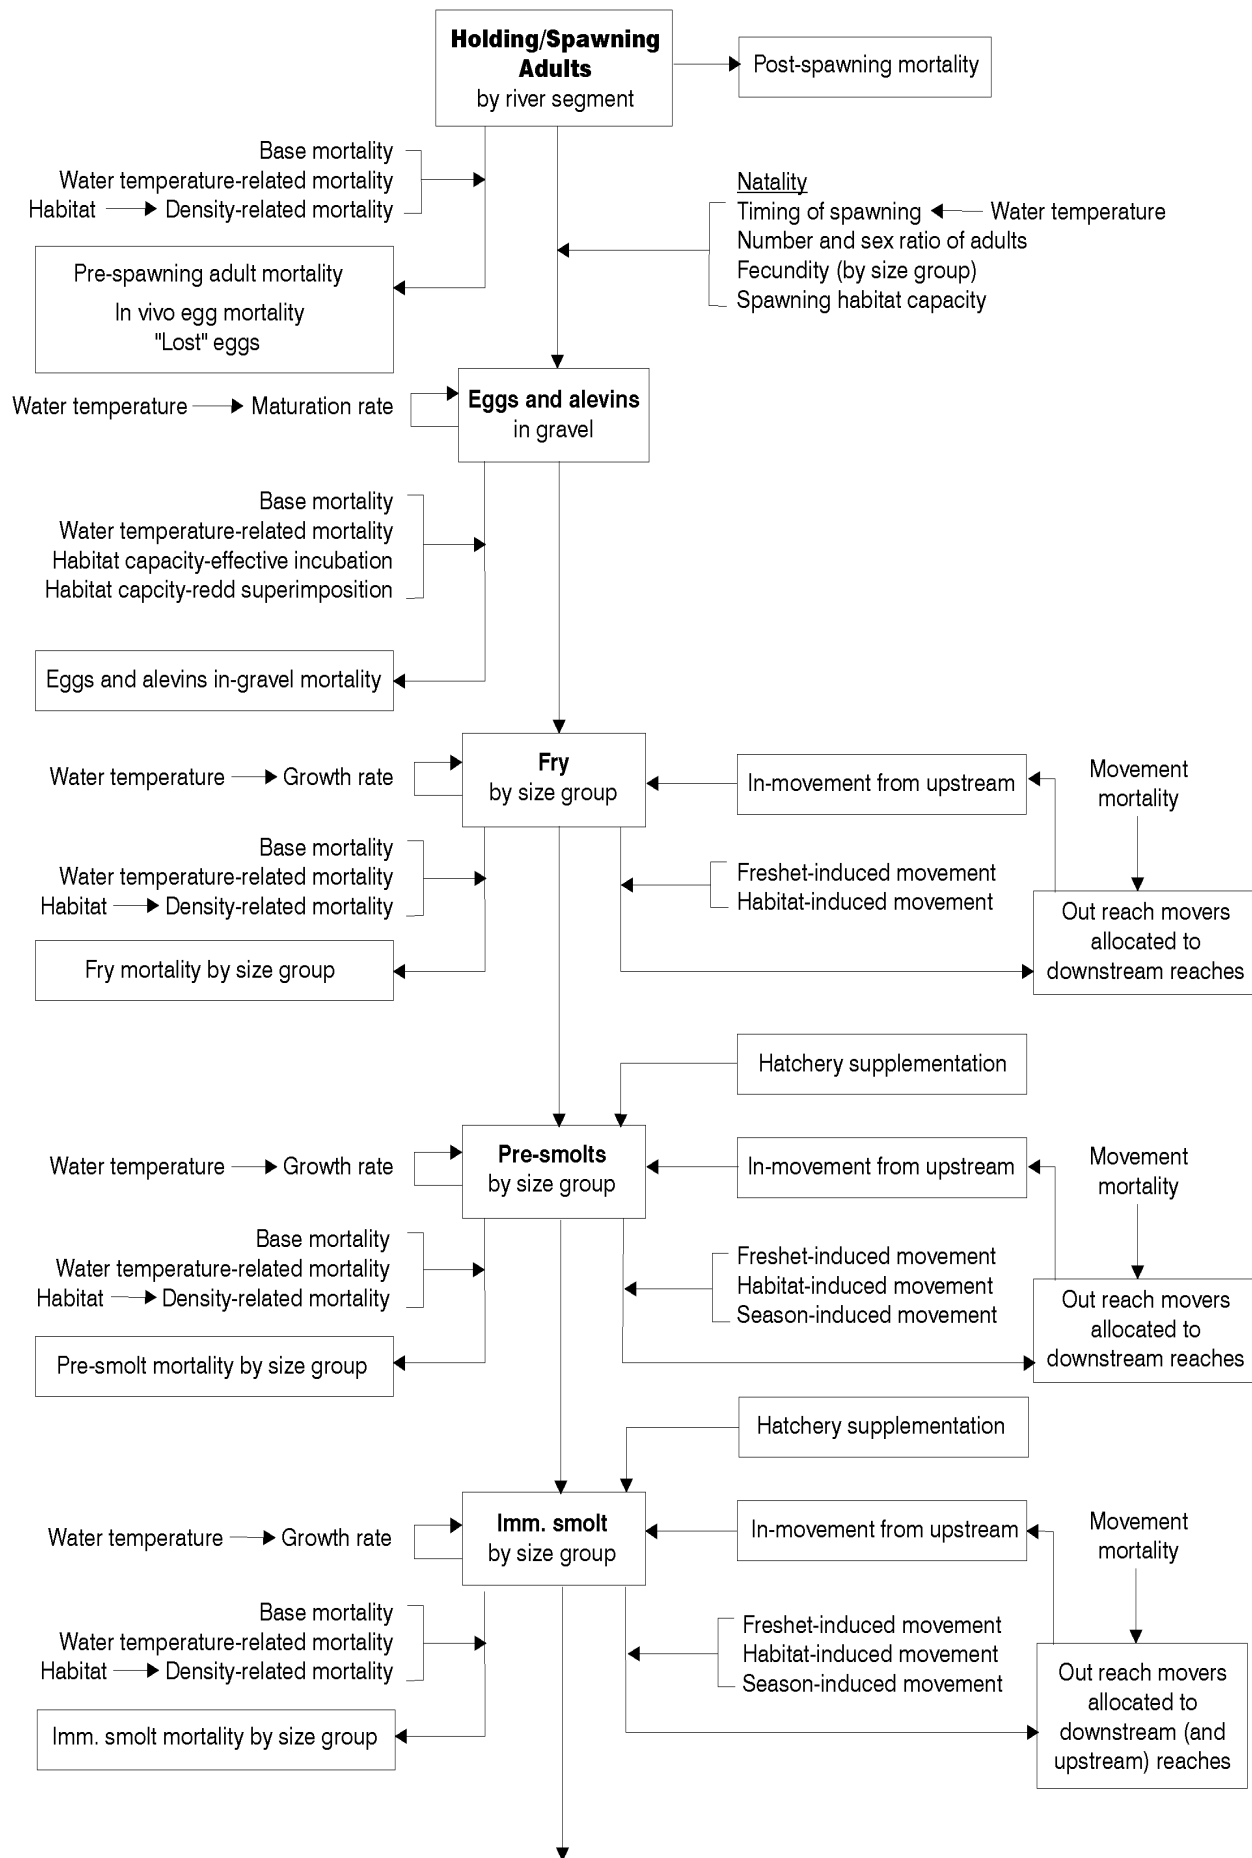 Holding/Spawning
Adults
by river segment
Post-spawning mortality
Base mortality
Water temperature-related mortality
Habitat
Density-related mortality
Natality
Timing of spawning
Water temperature
Number and sex ratio of adults
Fecundity (by size group)
Spawning habitat capacity
Pre-spawning adult mortality
In vivo egg mortality
"Lost" eggs
Water temperature
Maturation rate
Eggs and alevins
in gravel
Base mortality
Water temperature-related mortality
Habitat capacity-effective incubation
Habitat capcity-redd superimposition
Eggs and alevins in-gravel mortality
Water temperature
Growth rate
Fry
by size group
In-movement from upstream
Movement
mortality
Base mortality
Water temperature-related mortality
Habitat
Density-related mortality
Freshet-induced movement
Habitat-induced movement
Out reach movers
allocated to
downstream reaches
Fry mortality by size group
Hatchery supplementation
Water temperature
Growth rate
Pre-smolts
by size group
In-movement from upstream
Movement
mortality
Base mortality
Water temperature-related mortality
Habitat
Density-related mortality
Freshet-induced movement
Habitat-induced movement
Season-induced movement
Out reach movers
allocated to
downstream reaches
Pre-smolt mortality by size group
Hatchery supplementation
Water temperature
Growth rate
Imm. smolt
by size group
In-movement from upstream
Movement
mortality
Base mortality
Water temperature-related mortality
Habitat
Density-related mortality
Freshet-induced movement
Habitat-induced movement
Season-induced movement
Out reach movers
allocated to
downstream (and
upstream) reaches
Imm. smolt mortality by size group